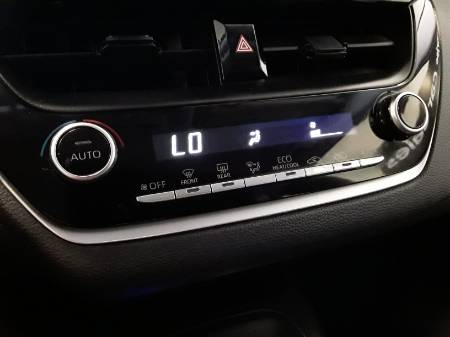 AUTO
LO
OFF
FRONT
REAR
ECO
HEAT/COOL